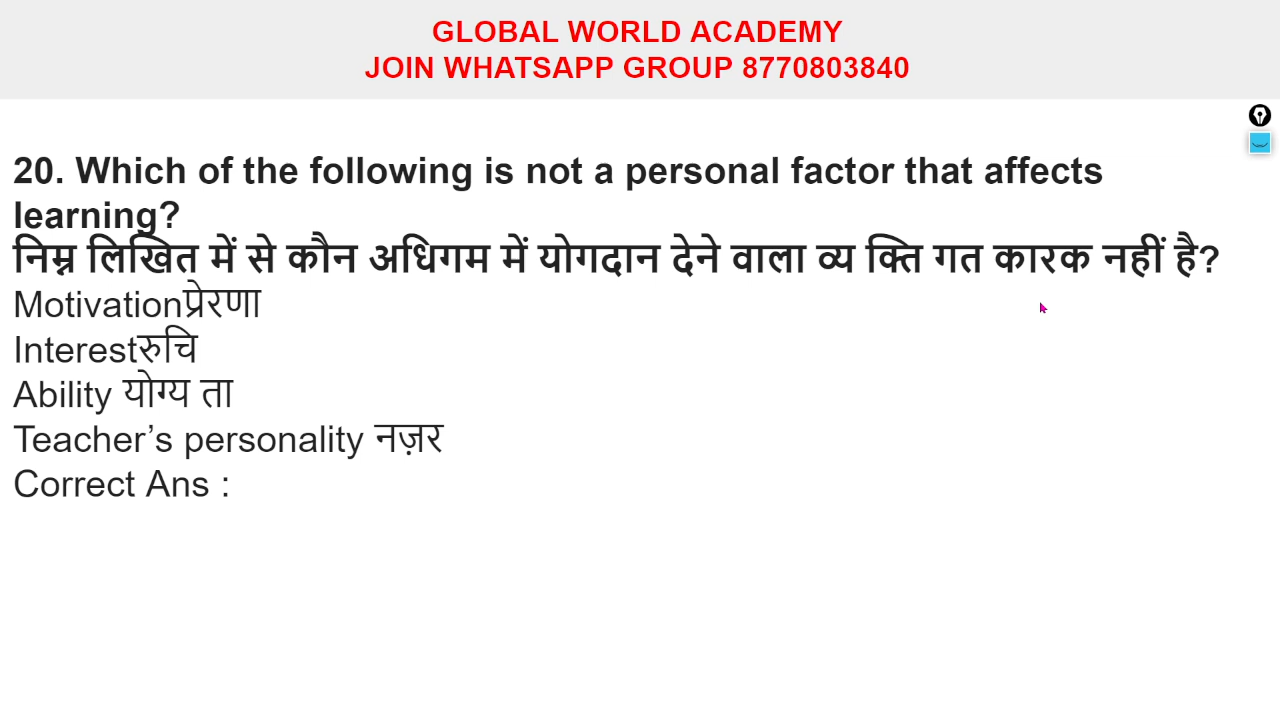 GLOBAL WORLD ACADEMY
JOIN WHATSAPP GROUP 8770803840
20. Which of the following is not a personal factor that affects
learning?
निम्न लिखित में से कौन अधिगम में योगदान देने वाला व्य क्ति गत कारक नहीं है?
Motivationप्रेरणा
Interestरुचि
Ability योग्य ता
Teacher’s personality नज़र
Correct Ans :